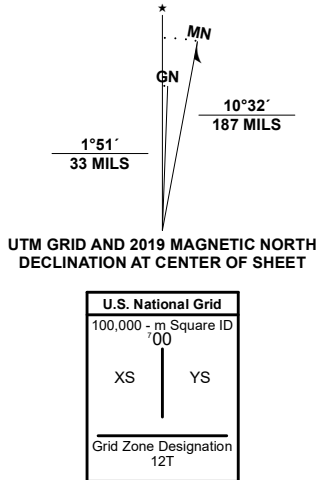 ★
MN
GN
1°51´
33 MILS
10°32´
187 MILS
UTM GRID AND 2019 MAGNETIC NORTH
DECLINATION AT CENTER OF SHEET
U.S. National Grid
100,000 - m Square ID
⁷00
XS YS
Grid Zone Designation
12T